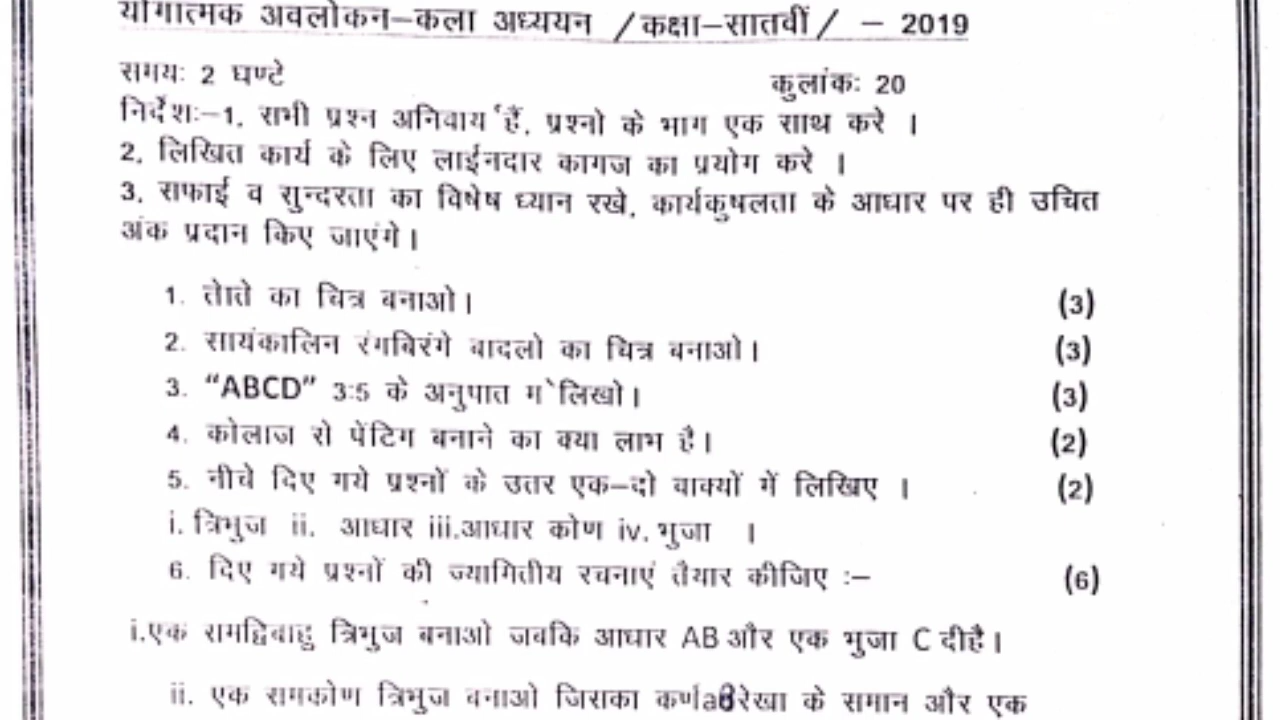 योगात्मक अवलोकन–कला अध्ययन /कक्षा–सातवीं/ – 2019
समयः 2 घण्टे कुलांकः 20
निर्देशः–1, सभी प्रश्न अनिवाय र्हैं, प्रश्नो के भाग एक साथ करे ।
2, लिखित कार्य के लिए लाईनदार कागज का प्रयोग करे ।
3, सफाई व सुन्दरता का विषेष ध्यान रखे, कार्यकुषलता के आधार पर ही उचित
अंक प्रदान किए जाएंगे।
1. तोते का चित्र बनाओ। (3)
2. सायंकालिन रंगबिरंगे बादलो का चित्र बनाओ। (3)
3. “ABCD” 3:5 के अनुपात मे लिखो। (3)
4. कोलाज से पेंटिग बनाने का क्या लाभ है। (2)
5. नीचे दिए गये प्रश्नों के उतर एक–दो वाक्यों में लिखिए । (2)
i. त्रिभुज ii. आधार iii.आधार कोण iv. भुजा ।
6. दिए गये प्रश्नों की ज्यामितीय रचनाएं तैयार कीजिए :– (6)
i.एक समद्विबाहु त्रिभुज बनाओ जबकि आधार AB और एक भुजा C दीहै।
ii. एक समकोण त्रिभुज बनाओ जिसका कर्ण रेखा के समान और एक